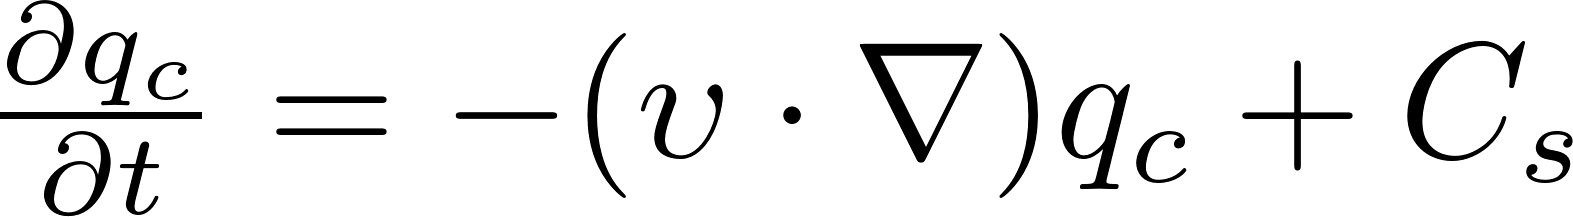 ∂q_c/∂t = −(υ · ∇)q_c + C_s